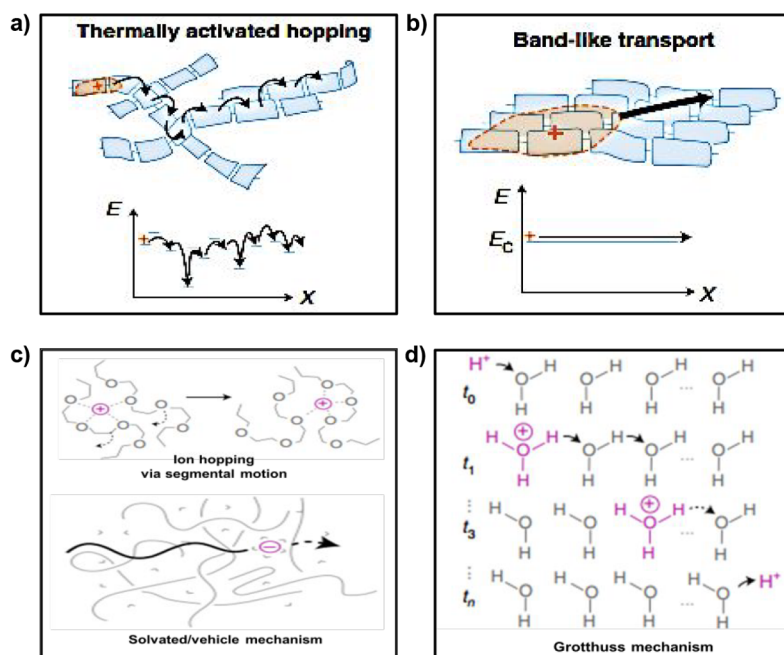 a)
Thermally activated hopping
+
E
+
X
b)
Band-like transport
+
E
E_C
+
X
c)
O O
+
O O O
O O
O O
+
O O
O
Ion hopping
via segmental motion
−
Solvated/vehicle mechanism
d)
H⁺ O H O H O H ... O H
t₀ H H H H
+
H O H O H O H ... O H
t₁ H H H H
⋮ +
t₃ O H O H H O H ... O H
H H H H
⋮
tₙ O H O H O H ... O H H⁺
H H H H
Grotthuss mechanism